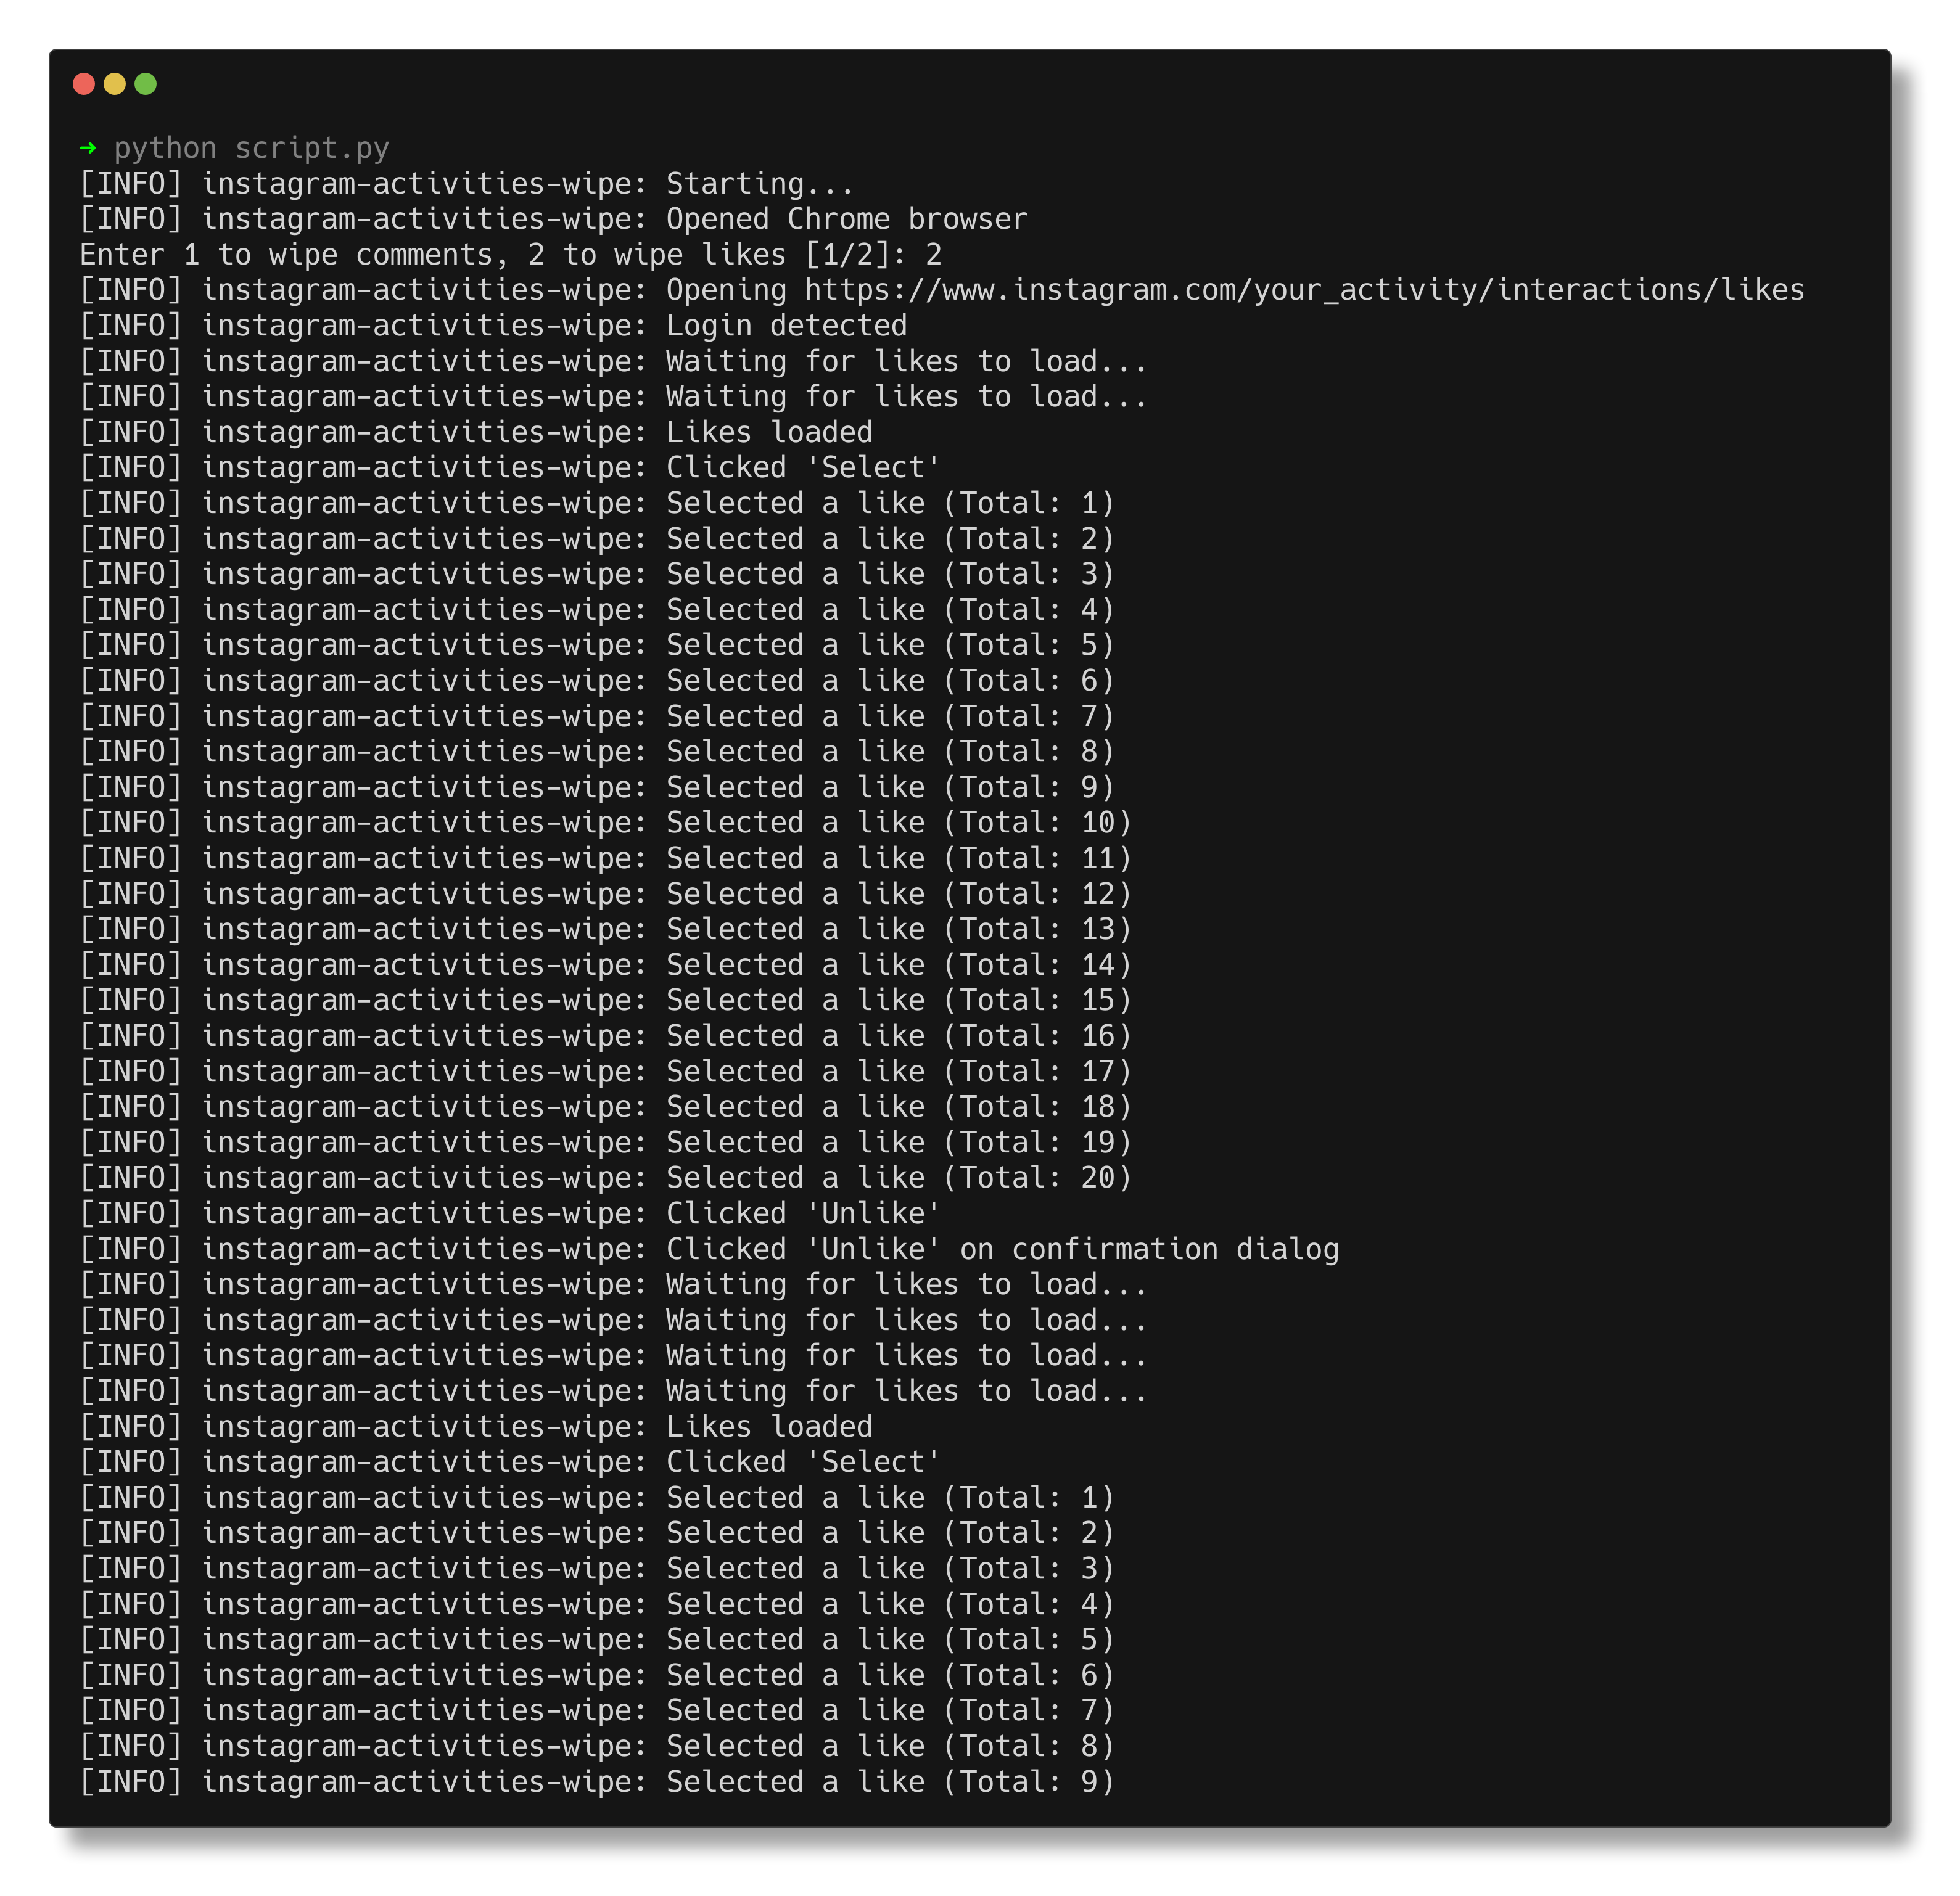 ➜ python script.py
[INFO] instagram-activities-wipe: Starting...
[INFO] instagram-activities-wipe: Opened Chrome browser
Enter 1 to wipe comments, 2 to wipe likes [1/2]: 2
[INFO] instagram-activities-wipe: Opening https://www.instagram.com/your_activity/interactions/likes
[INFO] instagram-activities-wipe: Login detected
[INFO] instagram-activities-wipe: Waiting for likes to load...
[INFO] instagram-activities-wipe: Waiting for likes to load...
[INFO] instagram-activities-wipe: Likes loaded
[INFO] instagram-activities-wipe: Clicked 'Select'
[INFO] instagram-activities-wipe: Selected a like (Total: 1)
[INFO] instagram-activities-wipe: Selected a like (Total: 2)
[INFO] instagram-activities-wipe: Selected a like (Total: 3)
[INFO] instagram-activities-wipe: Selected a like (Total: 4)
[INFO] instagram-activities-wipe: Selected a like (Total: 5)
[INFO] instagram-activities-wipe: Selected a like (Total: 6)
[INFO] instagram-activities-wipe: Selected a like (Total: 7)
[INFO] instagram-activities-wipe: Selected a like (Total: 8)
[INFO] instagram-activities-wipe: Selected a like (Total: 9)
[INFO] instagram-activities-wipe: Selected a like (Total: 10)
[INFO] instagram-activities-wipe: Selected a like (Total: 11)
[INFO] instagram-activities-wipe: Selected a like (Total: 12)
[INFO] instagram-activities-wipe: Selected a like (Total: 13)
[INFO] instagram-activities-wipe: Selected a like (Total: 14)
[INFO] instagram-activities-wipe: Selected a like (Total: 15)
[INFO] instagram-activities-wipe: Selected a like (Total: 16)
[INFO] instagram-activities-wipe: Selected a like (Total: 17)
[INFO] instagram-activities-wipe: Selected a like (Total: 18)
[INFO] instagram-activities-wipe: Selected a like (Total: 19)
[INFO] instagram-activities-wipe: Selected a like (Total: 20)
[INFO] instagram-activities-wipe: Clicked 'Unlike'
[INFO] instagram-activities-wipe: Clicked 'Unlike' on confirmation dialog
[INFO] instagram-activities-wipe: Waiting for likes to load...
[INFO] instagram-activities-wipe: Waiting for likes to load...
[INFO] instagram-activities-wipe: Waiting for likes to load...
[INFO] instagram-activities-wipe: Waiting for likes to load...
[INFO] instagram-activities-wipe: Likes loaded
[INFO] instagram-activities-wipe: Clicked 'Select'
[INFO] instagram-activities-wipe: Selected a like (Total: 1)
[INFO] instagram-activities-wipe: Selected a like (Total: 2)
[INFO] instagram-activities-wipe: Selected a like (Total: 3)
[INFO] instagram-activities-wipe: Selected a like (Total: 4)
[INFO] instagram-activities-wipe: Selected a like (Total: 5)
[INFO] instagram-activities-wipe: Selected a like (Total: 6)
[INFO] instagram-activities-wipe: Selected a like (Total: 7)
[INFO] instagram-activities-wipe: Selected a like (Total: 8)
[INFO] instagram-activities-wipe: Selected a like (Total: 9)